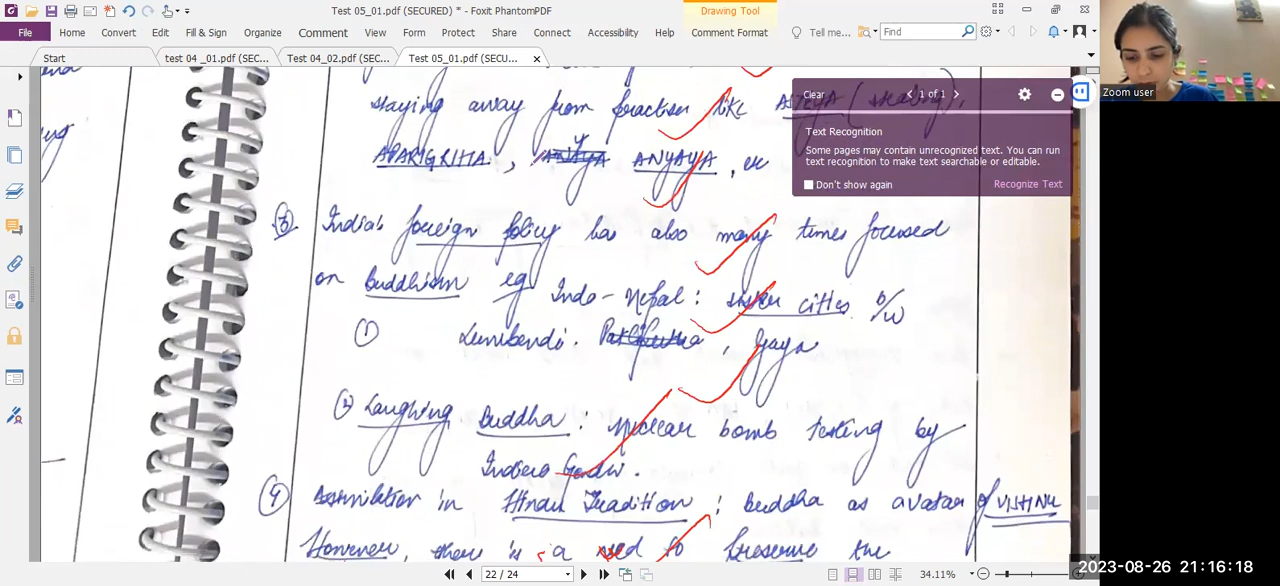 Test 05_01.pdf (SECURED) * - Foxit PhantomPDF
Drawing Tool
File Home Convert Edit Fill & Sign Organize Comment View Form Protect Share Connect Accessibility Help Comment Format Tell me... Find
Start test 04 _01.pdf (SEC... Test 04_02.pdf (SEC... Test 05_01.pdf (SECU...
Zoom user
Clear 1 of 1
Text Recognition
Some pages may contain unrecognized text. You can run text recognition to make text searchable or editable.
Don't show again Recognize Text
staying away from practises like (stealing),
APARIGRIHA, ANYAYA, etc
③ India's foreign policy has also many times focused
on Buddhism eg Indo-Nepal: sister cities b/w
① Lumbendi. , Gaya
② Laughing Buddha: Nuclear bomb testing by
Indira Gandhi.
④ Assimilation in Hindu Tradition: Buddha as avatar of VISHNU
However, there is a need to preserve the
22 / 24
34.11%
2023-08-26 21:16:18